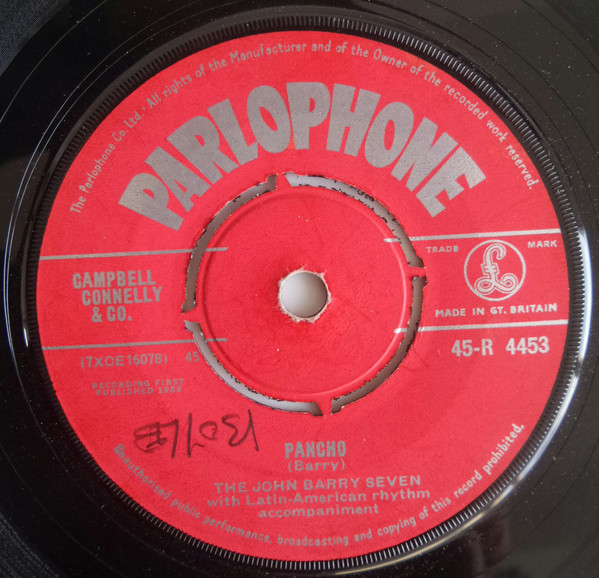 The Parlophone Co. Ltd. All rights of the Manufacturer and of the Owner of the recorded work reserved.
PARLOPHONE
CAMPBELL
CONNELLY
& CO.
TRADE MARK
£
MADE IN GT. BRITAIN
(7XCE16078) 45
45-R 4453
RECORDING FIRST
PUBLISHED
PANCHO
(Barry)
THE JOHN BARRY SEVEN
with Latin-American rhythm
accompaniment
Unauthorised public performance, broadcasting and copying of this record prohibited.